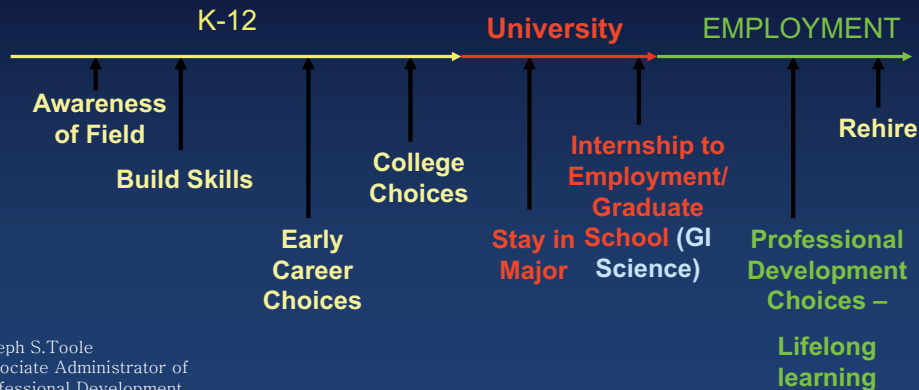 K-12
University
EMPLOYMENT
Awareness
of Field
Build Skills
Early
Career
Choices
College
Choices
Stay in
Major
Internship to
Employment/
Graduate
School (GI
Science)
Professional
Development
Choices –
Lifelong
learning
Rehire
eph S.Toole
ociate Administrator of
fessional Development